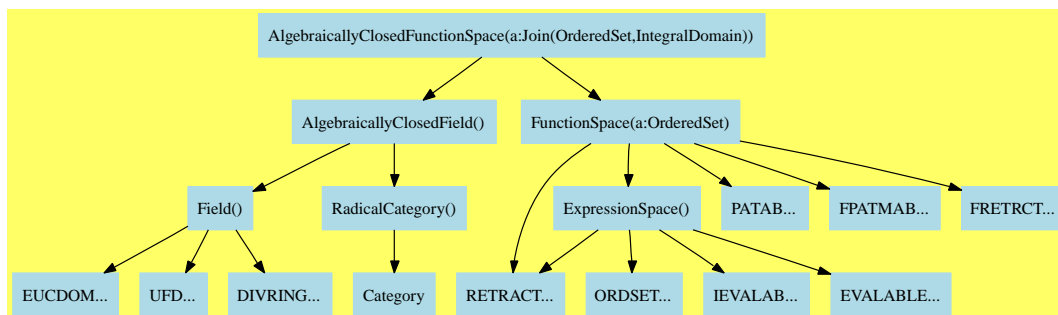 AlgebraicallyClosedFunctionSpace(a:Join(OrderedSet,IntegralDomain))
AlgebraicallyClosedField()
FunctionSpace(a:OrderedSet)
Field()
RadicalCategory()
ExpressionSpace()
PATAB...
FPATMAB...
FRETRCT...
EUCDOM...
UFD...
DIVRING...
Category
RETRACT...
ORDSET...
IEVALAB...
EVALABLE...